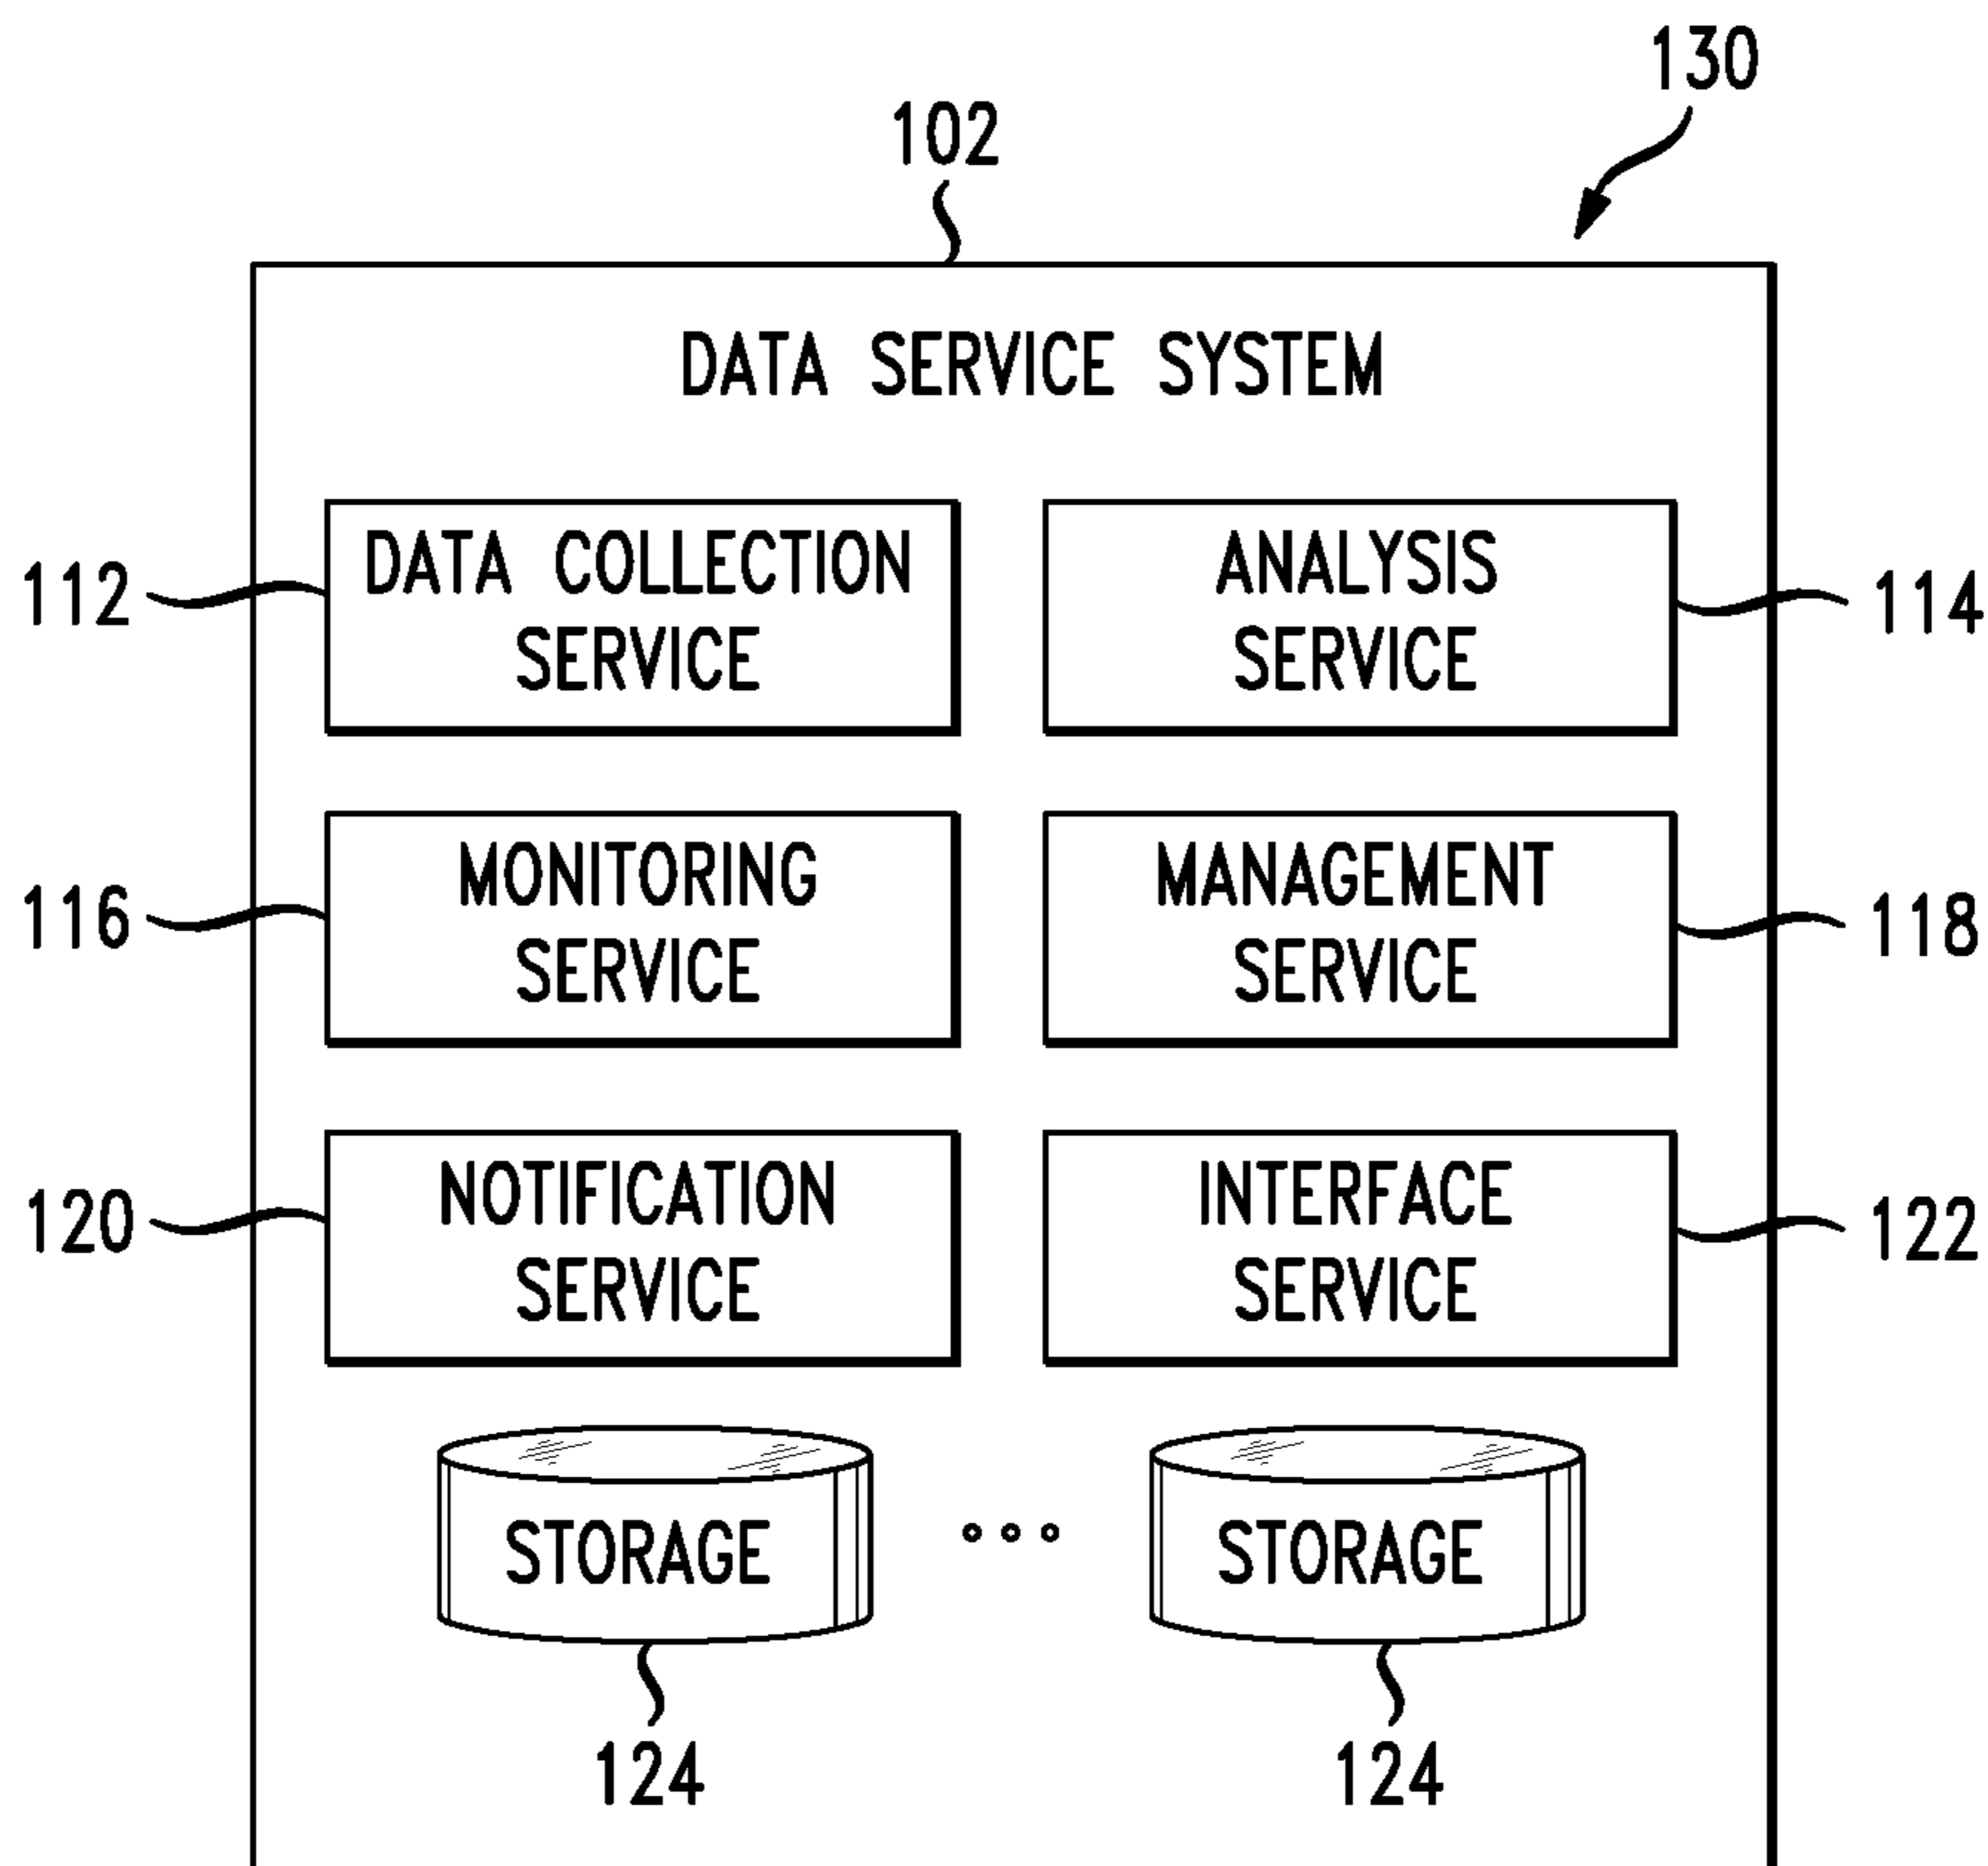 130
102
DATA SERVICE SYSTEM
DATA COLLECTION
SERVICE
112
ANALYSIS
SERVICE
114
MONITORING
SERVICE
116
MANAGEMENT
SERVICE
118
NOTIFICATION
SERVICE
120
INTERFACE
SERVICE
122
STORAGE
STORAGE
124
124